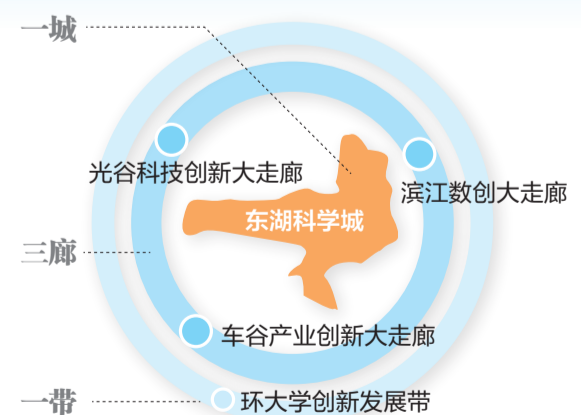 一城
光谷科技创新大走廊
滨江数创大走廊
东湖科学城
三廊
车谷产业创新大走廊
一带
环大学创新发展带